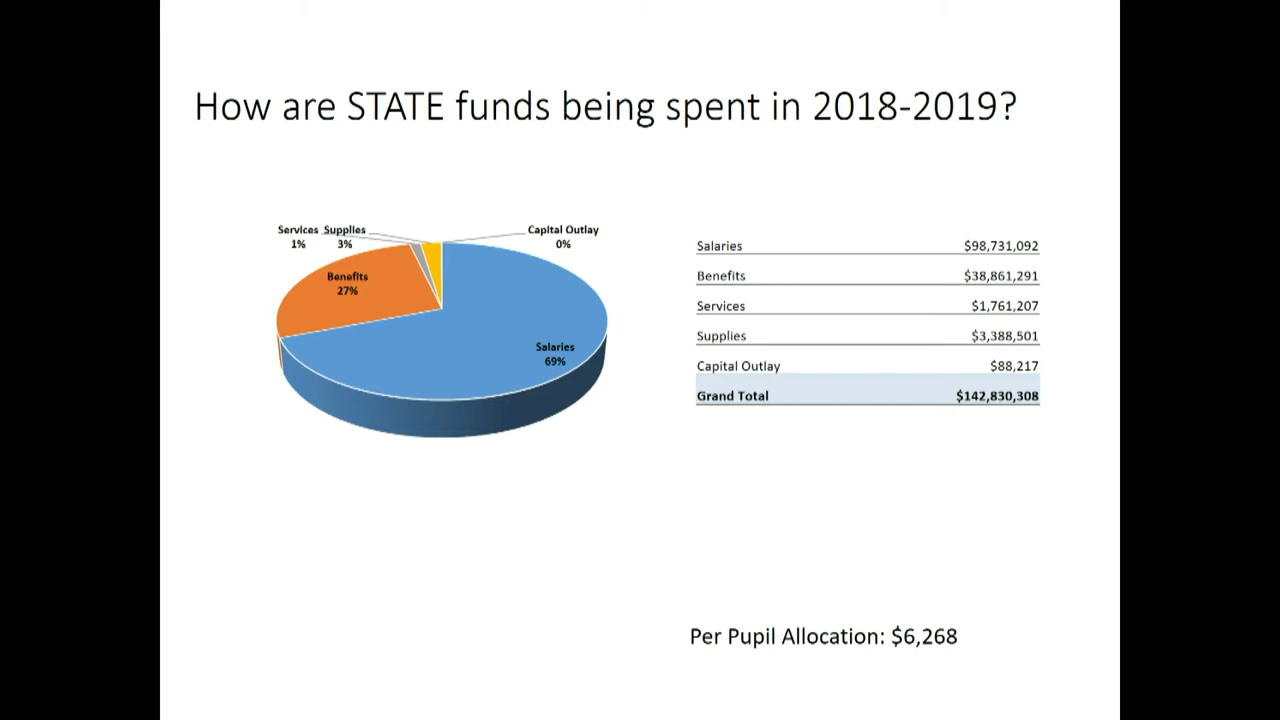 How are STATE funds being spent in 2018-2019?
Services Supplies Capital Outlay
1% 3% 0%
Benefits
27%
Salaries
69%
Salaries $98,731,092
Benefits $38,861,291
Services $1,761,207
Supplies $3,388,501
Capital Outlay $88,217
Grand Total $142,830,308
Per Pupil Allocation: $6,268